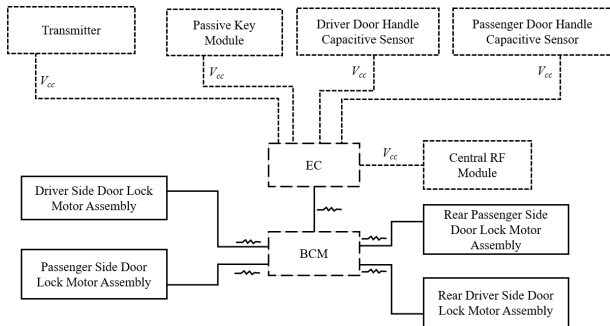 Transmitter
Passive Key
Module
Driver Door Handle
Capacitive Sensor
Passenger Door Handle
Capacitive Sensor
Vcc
Vcc
Vcc
Vcc
EC
Vcc
Central RF
Module
Driver Side Door Lock
Motor Assembly
Rear Passenger Side
Door Lock Motor
Assembly
BCM
Passenger Side Door
Lock Motor Assembly
Rear Driver Side Door
Lock Motor Assembly